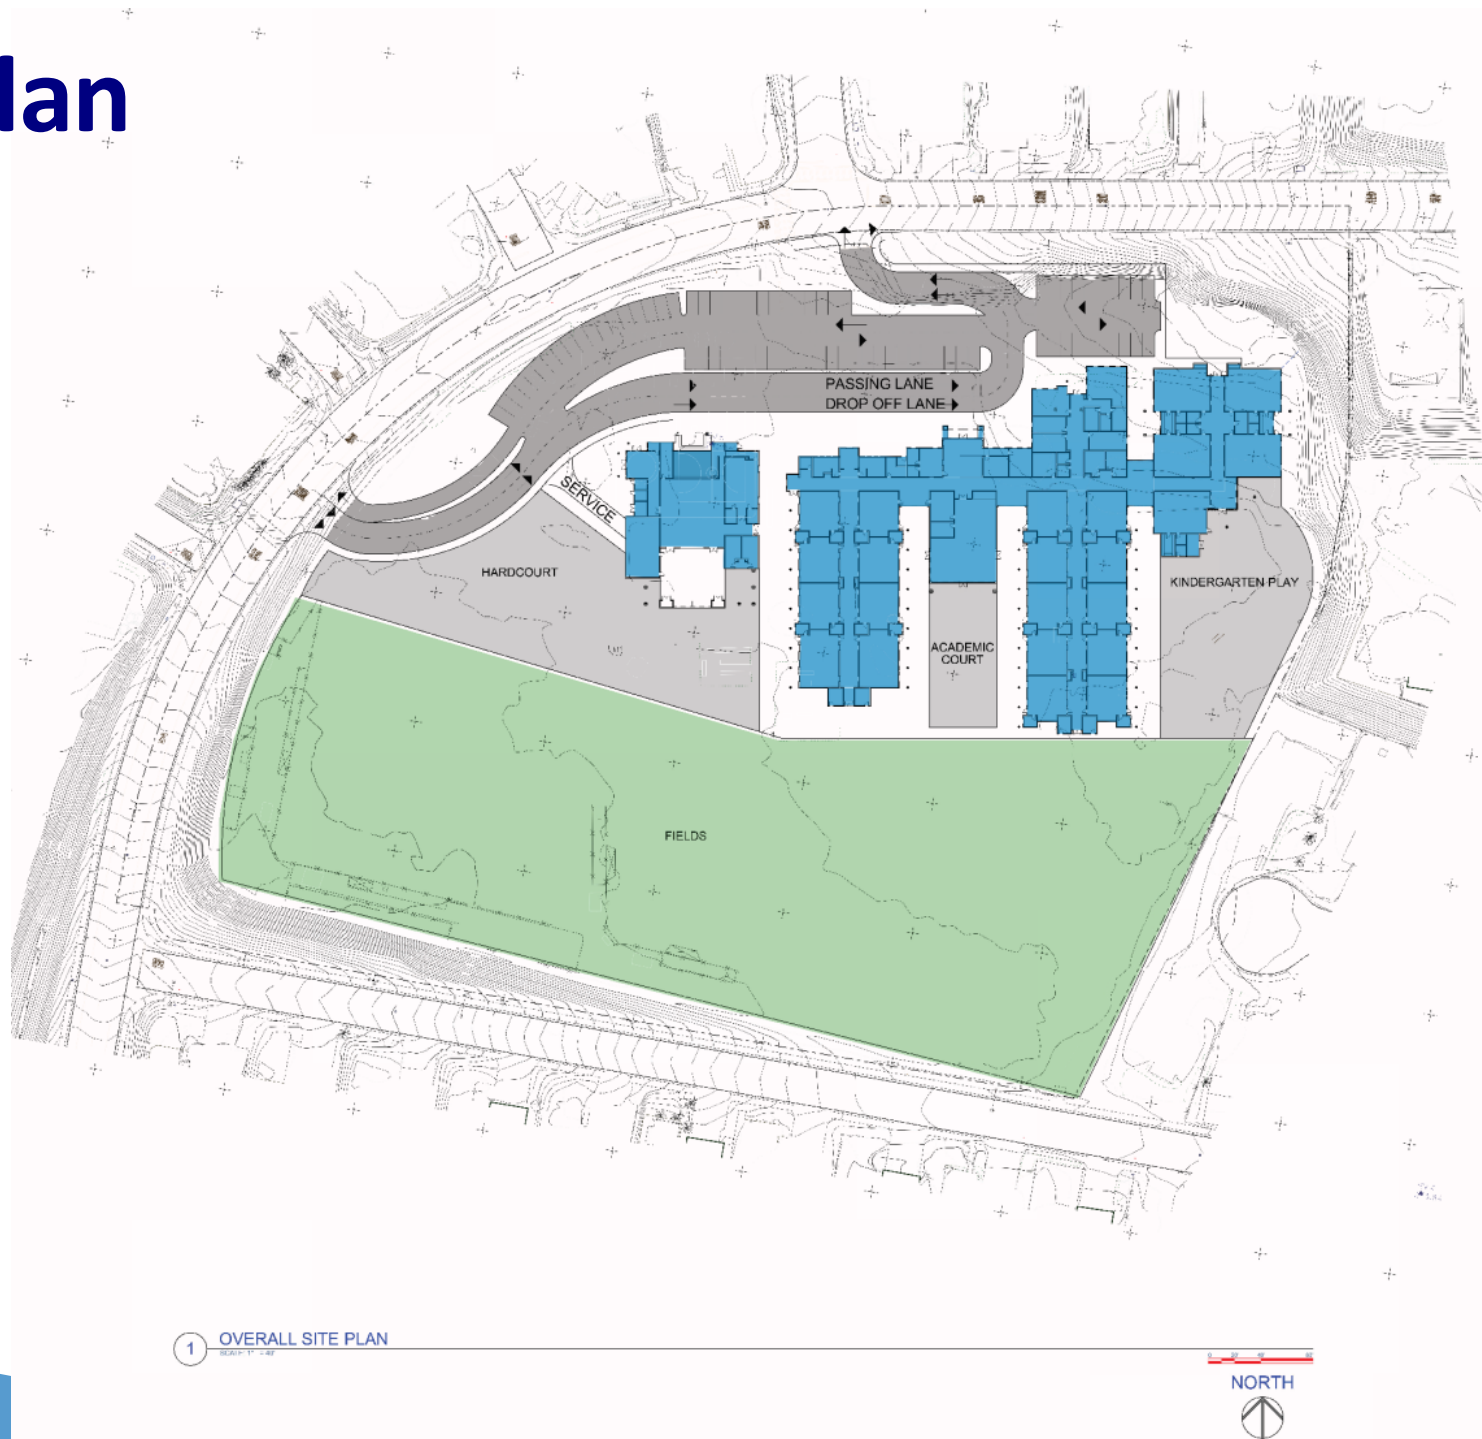 lan
PASSING LANE
DROP OFF LANE
SERVICE
HARDCOURT
KINDERGARTEN PLAY
ACADEMIC
COURT
FIELDS
1
OVERALL SITE PLAN
NORTH